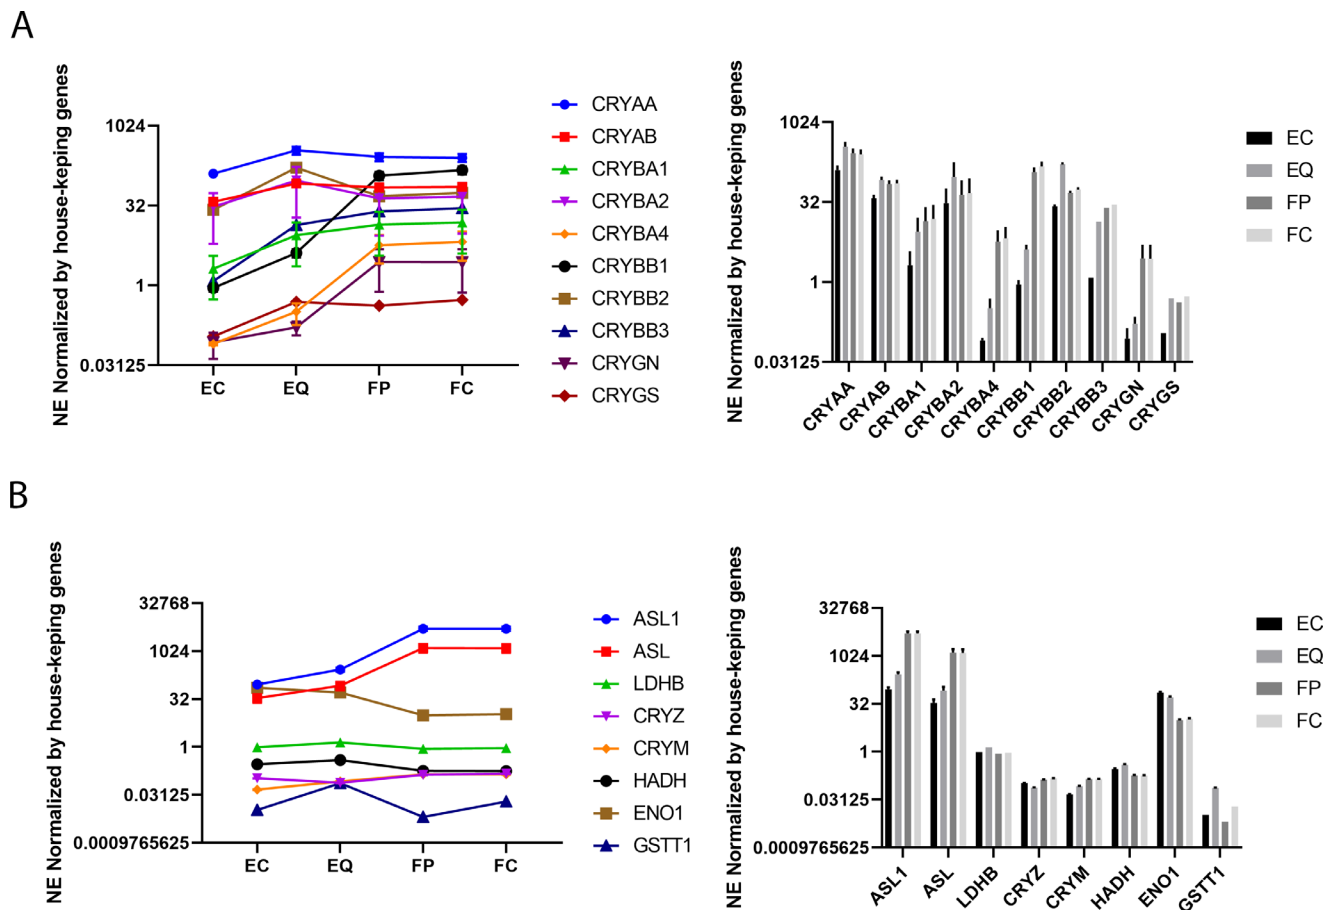 A
NE Normalized by house-keping genes
1024
32
1
0.03125
EC
EQ
FP
FC
CRYAA
CRYAB
CRYBA1
CRYBA2
CRYBA4
CRYBB1
CRYBB2
CRYBB3
CRYGN
CRYGS
NE Normalized by house-keping genes
1024
32
1
0.03125
CRYAA
CRYAB
CRYBA1
CRYBA2
CRYBA4
CRYBB1
CRYBB2
CRYBB3
CRYGN
CRYGS
EC
EQ
FP
FC
B
NE Normalized by house-keping genes
32768
1024
32
1
0.03125
0.0009765625
EC
EQ
FP
FC
ASL1
ASL
LDHB
CRYZ
CRYM
HADH
ENO1
GSTT1
NE Normalized by house-keping genes
32768
1024
32
1
0.03125
0.0009765625
ASL1
ASL
LDHB
CRYZ
CRYM
HADH
ENO1
GSTT1
EC
EQ
FP
FC